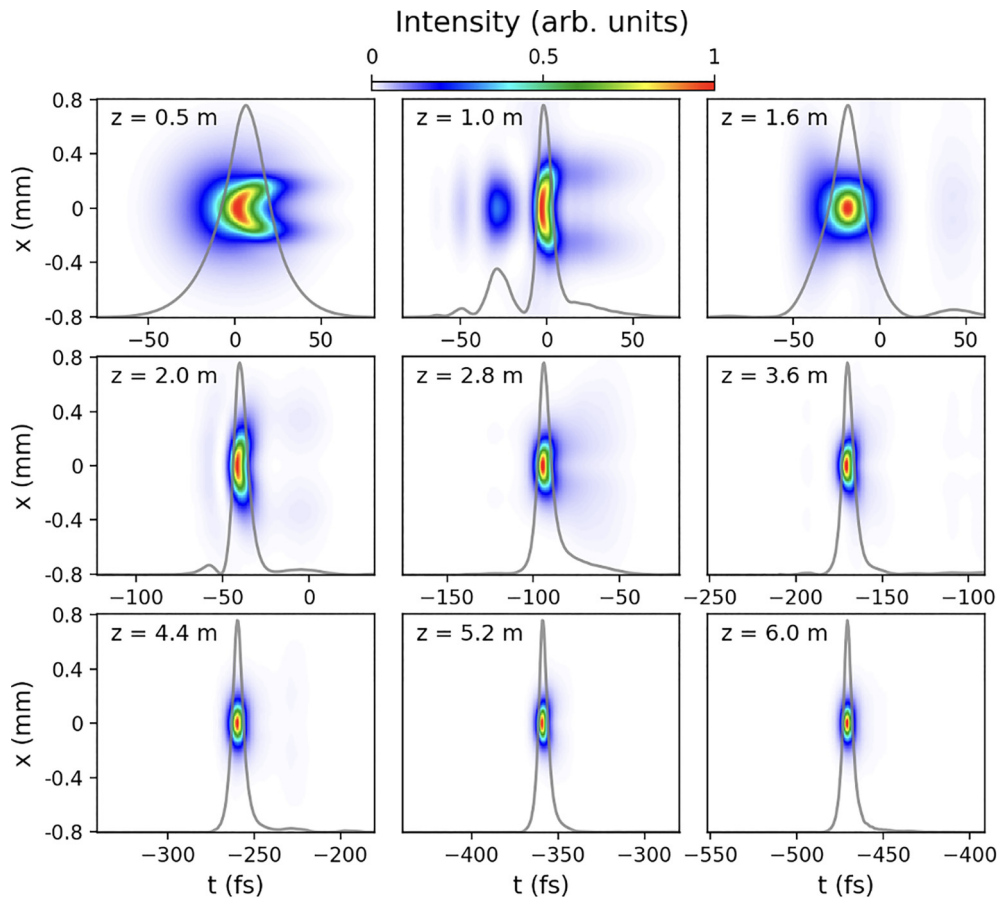 Intensity (arb. units)
0 0.5 1
z = 0.5 m z = 1.0 m z = 1.6 m
0.8
0.4
0
-0.4
-0.8
x (mm)
−50 0 50 −50 0 50 −50 0 50
z = 2.0 m z = 2.8 m z = 3.6 m
0.8
0.4
0
-0.4
-0.8
x (mm)
−100 −50 0 −150 −100 −50 −250 −200 −150 −100
z = 4.4 m z = 5.2 m z = 6.0 m
0.8
0.4
0
-0.4
-0.8
x (mm)
−300 −250 −200 −400 −350 −300 −550 −500 −450 −400
t (fs) t (fs) t (fs)